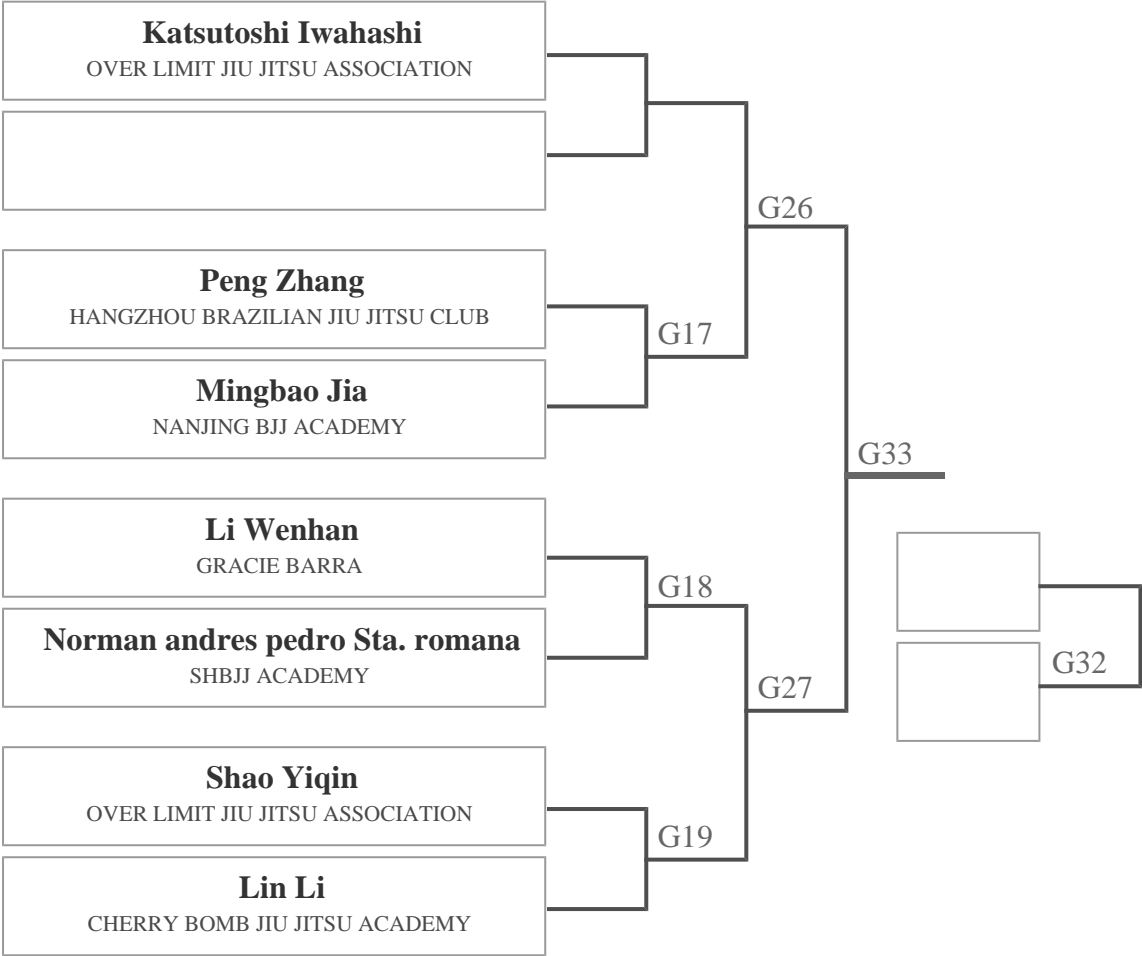 Katsutoshi Iwahashi
OVER LIMIT JIU JITSU ASSOCIATION
G26
Peng Zhang
HANGZHOU BRAZILIAN JIU JITSU CLUB
G17
Mingbao Jia
NANJING BJJ ACADEMY
G33
Li Wenhan
GRACIE BARRA
G18
Norman andres pedro Sta. romana
SHBJJ ACADEMY
G32
G27
Shao Yiqin
OVER LIMIT JIU JITSU ASSOCIATION
G19
Lin Li
CHERRY BOMB JIU JITSU ACADEMY